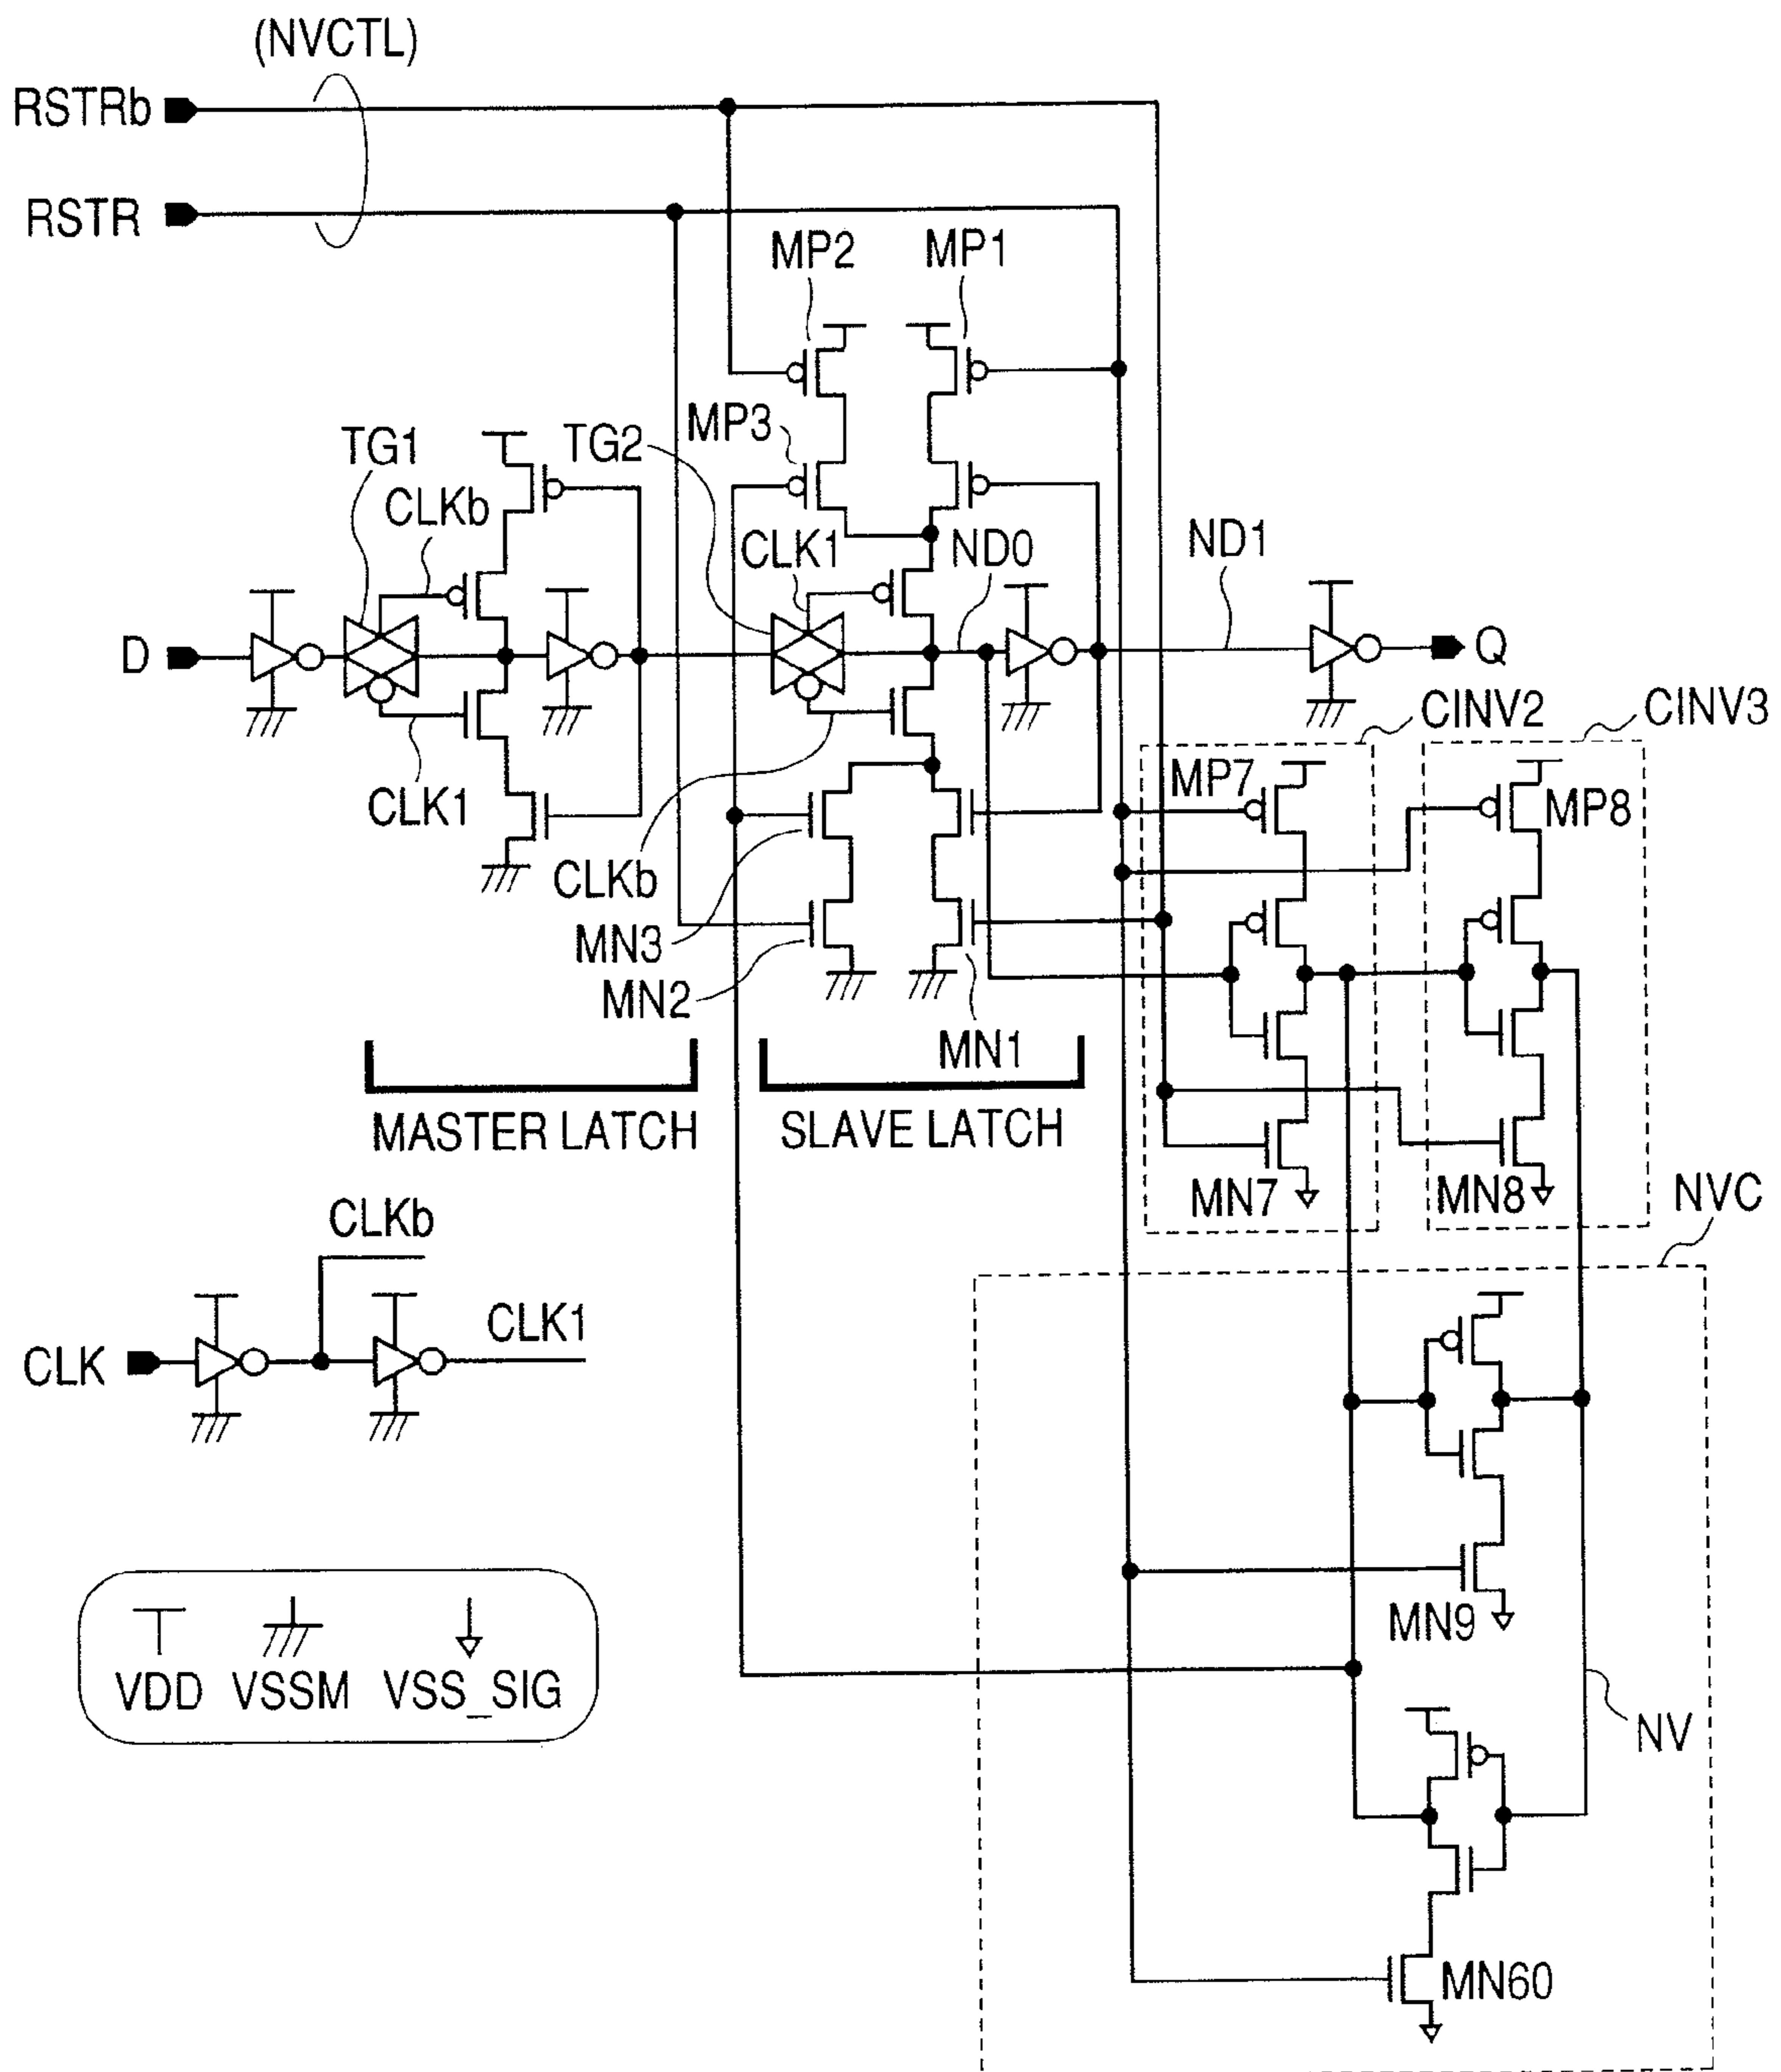 (NVCTL)
RSTRb
RSTR
MP2
MP1
MP3
TG1
TG2
CLKb
CLK1
ND0
ND1
D
Q
CINV2
CINV3
MP7
MP8
CLK1
CLKb
MN3
MN2
MN1
MASTER LATCH
SLAVE LATCH
MN7
MN8
NVC
CLKb
CLK1
CLK
MN9
VDD
VSSM
VSS_SIG
NV
MN60